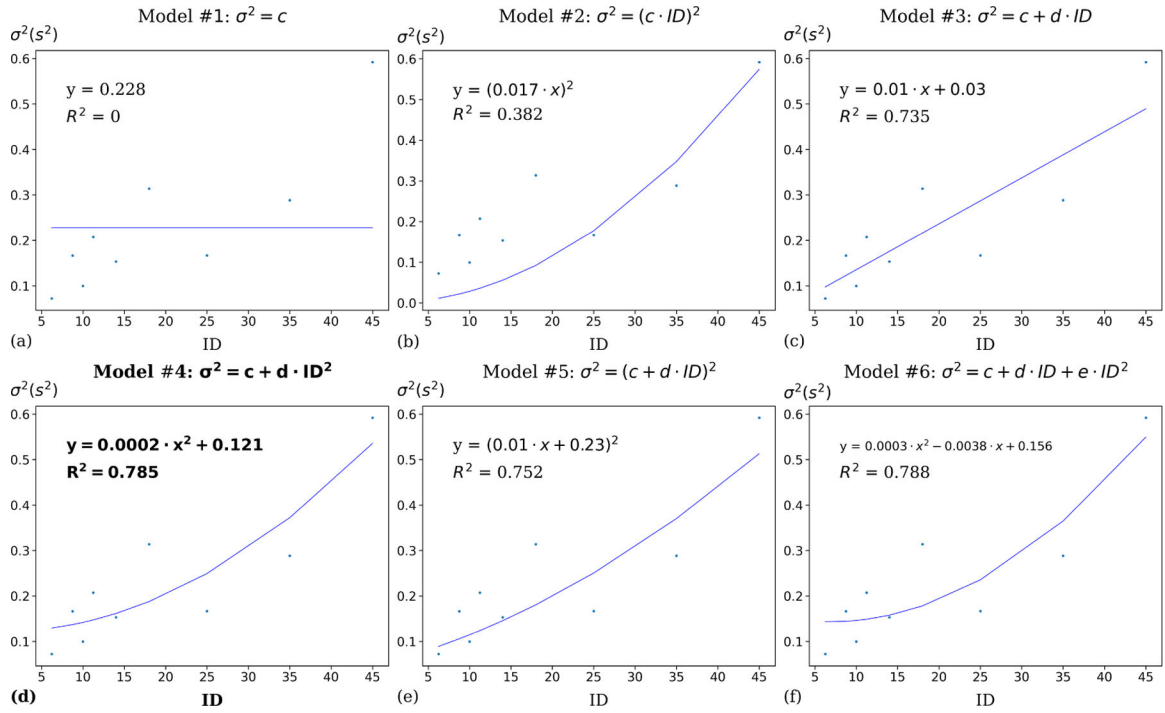 Model #1: σ² = c
σ²(s²)
0.6
0.5
0.4
0.3
0.2
0.1
y = 0.228
R² = 0
5 10 15 20 25 30 35 40 45
(a) ID
Model #2: σ² = (c · ID)²
σ²(s²)
0.6
0.5
0.4
0.3
0.2
0.1
0.0
y = (0.017 · x)²
R² = 0.382
5 10 15 20 25 30 35 40 45
(b) ID
Model #3: σ² = c + d · ID
σ²(s²)
0.6
0.5
0.4
0.3
0.2
0.1
y = 0.01 · x + 0.03
R² = 0.735
5 10 15 20 25 30 35 40 45
(c) ID
Model #4: σ² = c + d · ID²
σ²(s²)
0.6
0.5
0.4
0.3
0.2
0.1
y = 0.0002 · x² + 0.121
R² = 0.785
5 10 15 20 25 30 35 40 45
(d) ID
Model #5: σ² = (c + d · ID)²
σ²(s²)
0.6
0.5
0.4
0.3
0.2
0.1
y = (0.01 · x + 0.23)²
R² = 0.752
5 10 15 20 25 30 35 40 45
(e) ID
Model #6: σ² = c + d · ID + e · ID²
σ²(s²)
0.6
0.5
0.4
0.3
0.2
0.1
y = 0.0003 · x² − 0.0038 · x + 0.156
R² = 0.788
5 10 15 20 25 30 35 40 45
(f) ID